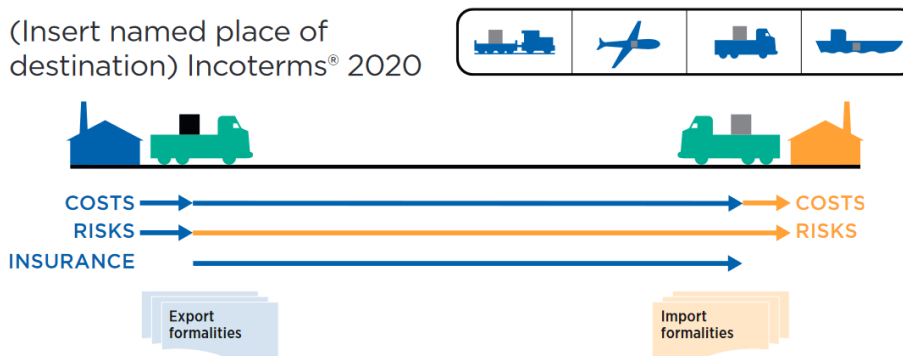 (Insert named place of
destination) Incoterms® 2020
COSTS COSTS
RISKS RISKS
INSURANCE
Export
formalities
Import
formalities